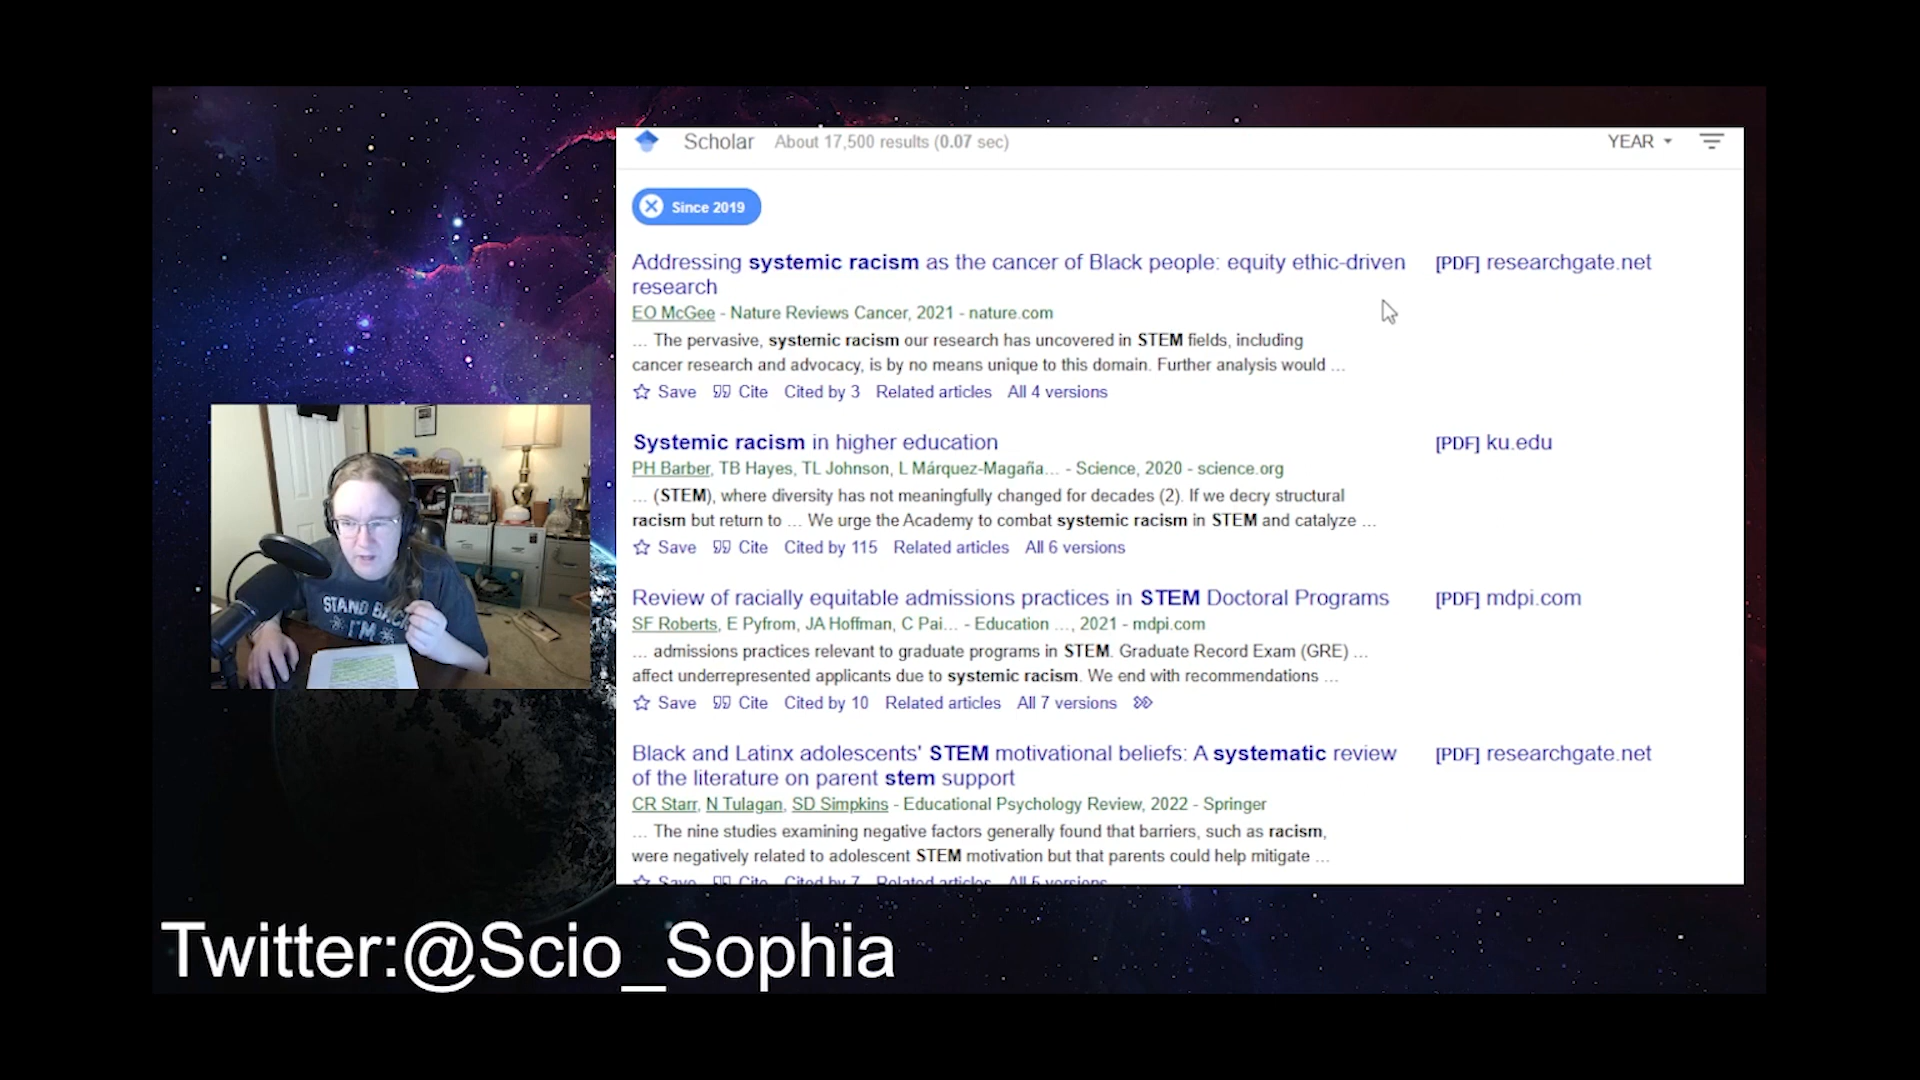 Scholar About 17,500 results (0.07 sec) YEAR
Since 2019
Addressing systemic racism as the cancer of Black people: equity ethic-driven
research
[PDF] researchgate.net
EO McGee - Nature Reviews Cancer, 2021 - nature.com
... The pervasive, systemic racism our research has uncovered in STEM fields, including
cancer research and advocacy, is by no means unique to this domain. Further analysis would ...
Save Cite Cited by 3 Related articles All 4 versions
Systemic racism in higher education
[PDF] ku.edu
PH Barber, TB Hayes, TL Johnson, L Márquez-Magaña... - Science, 2020 - science.org
... (STEM), where diversity has not meaningfully changed for decades (2). If we decry structural
racism but return to ... We urge the Academy to combat systemic racism in STEM and catalyze ...
Save Cite Cited by 115 Related articles All 6 versions
Review of racially equitable admissions practices in STEM Doctoral Programs
[PDF] mdpi.com
SF Roberts, E Pyfrom, JA Hoffman, C Pai... - Education ..., 2021 - mdpi.com
... admissions practices relevant to graduate programs in STEM. Graduate Record Exam (GRE) ...
affect underrepresented applicants due to systemic racism. We end with recommendations ...
Save Cite Cited by 10 Related articles All 7 versions
Black and Latinx adolescents' STEM motivational beliefs: A systematic review
of the literature on parent stem support
[PDF] researchgate.net
CR Starr, N Tulagan, SD Simpkins - Educational Psychology Review, 2022 - Springer
... The nine studies examining negative factors generally found that barriers, such as racism,
were negatively related to adolescent STEM motivation but that parents could help mitigate ...
Save Cite Cited by 7 Related articles All 5 versions
STAND BACK
I'M
Twitter:@Scio_Sophia